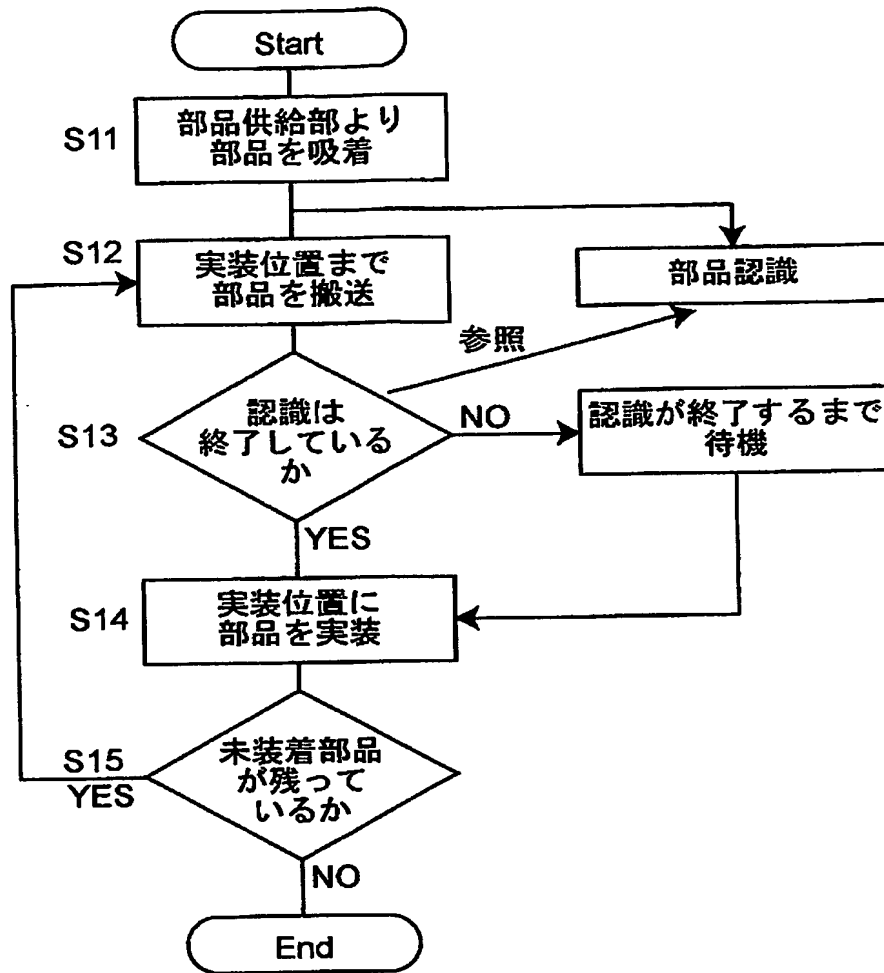 Start
S11
部品供給部より
部品を吸着
S12
実装位置まで
部品を搬送
部品認識
参照
S13
認識は
終了している
か
NO
認識が終了するまで
待機
YES
S14
実装位置に
部品を実装
S15
YES
未装着部品
が残って
いるか
NO
End